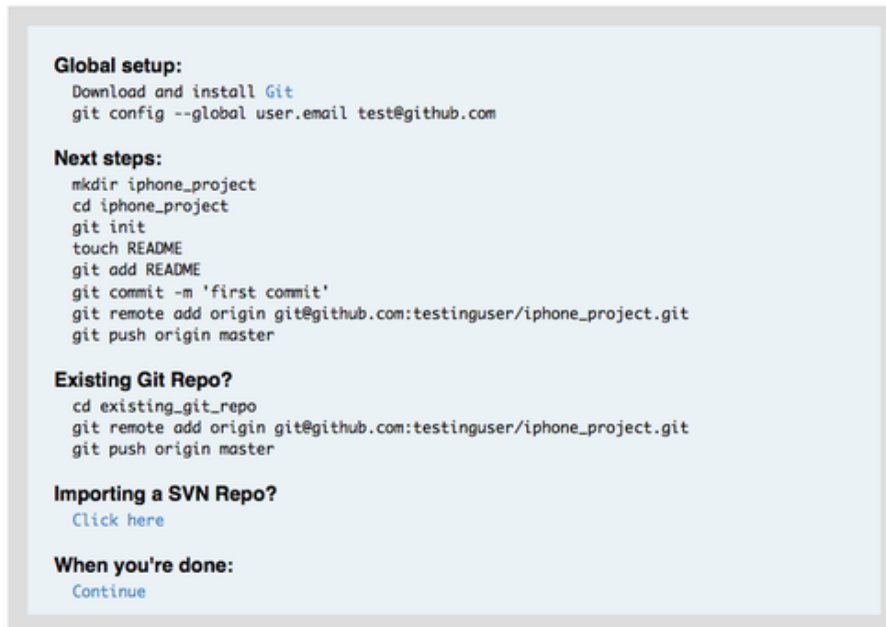 Global setup:
Download and install Git
git config --global user.email test@github.com
Next steps:
mkdir iphone_project
cd iphone_project
git init
touch README
git add README
git commit -m 'first commit'
git remote add origin git@github.com:testinguser/iphone_project.git
git push origin master
Existing Git Repo?
cd existing_git_repo
git remote add origin git@github.com:testinguser/iphone_project.git
git push origin master
Importing a SVN Repo?
Click here
When you're done:
Continue